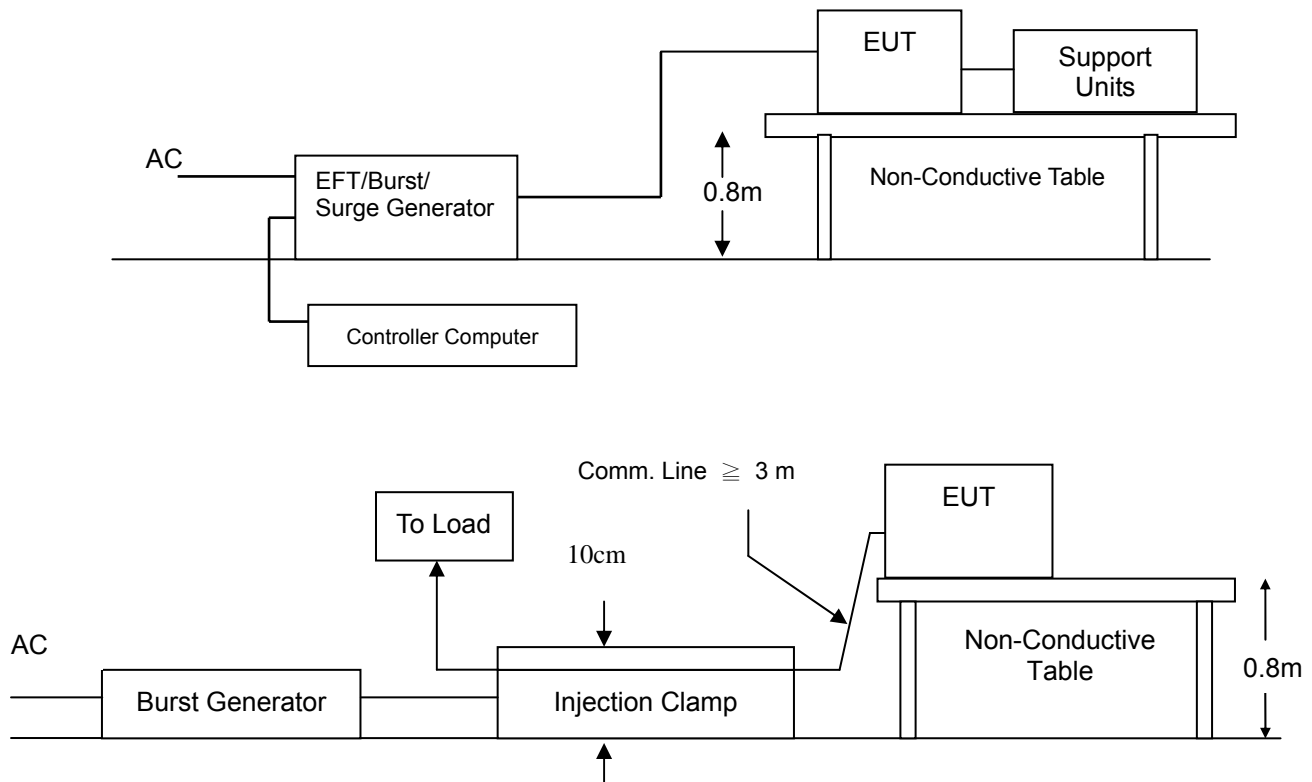 EUT
Support
Units
AC
EFT/Burst/
Surge Generator
0.8m
Non-Conductive Table
Controller Computer
Comm. Line ≧ 3 m
EUT
To Load
10cm
AC
Non-Conductive
Table
0.8m
Burst Generator
Injection Clamp